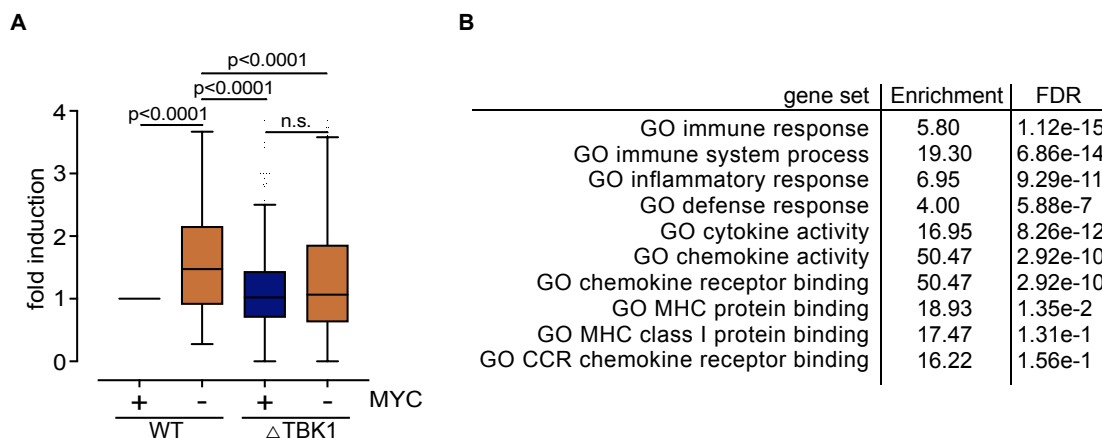 A
B
p<0.0001
p<0.0001
p<0.0001
n.s.
4
3
2
1
0
fold induction
+ - + - MYC
WT △TBK1
gene set Enrichment FDR
GO immune response 5.80 1.12e-15
GO immune system process 19.30 6.86e-14
GO inflammatory response 6.95 9.29e-11
GO defense response 4.00 5.88e-7
GO cytokine activity 16.95 8.26e-12
GO chemokine activity 50.47 2.92e-10
GO chemokine receptor binding 50.47 2.92e-10
GO MHC protein binding 18.93 1.35e-2
GO MHC class I protein binding 17.47 1.31e-1
GO CCR chemokine receptor binding 16.22 1.56e-1